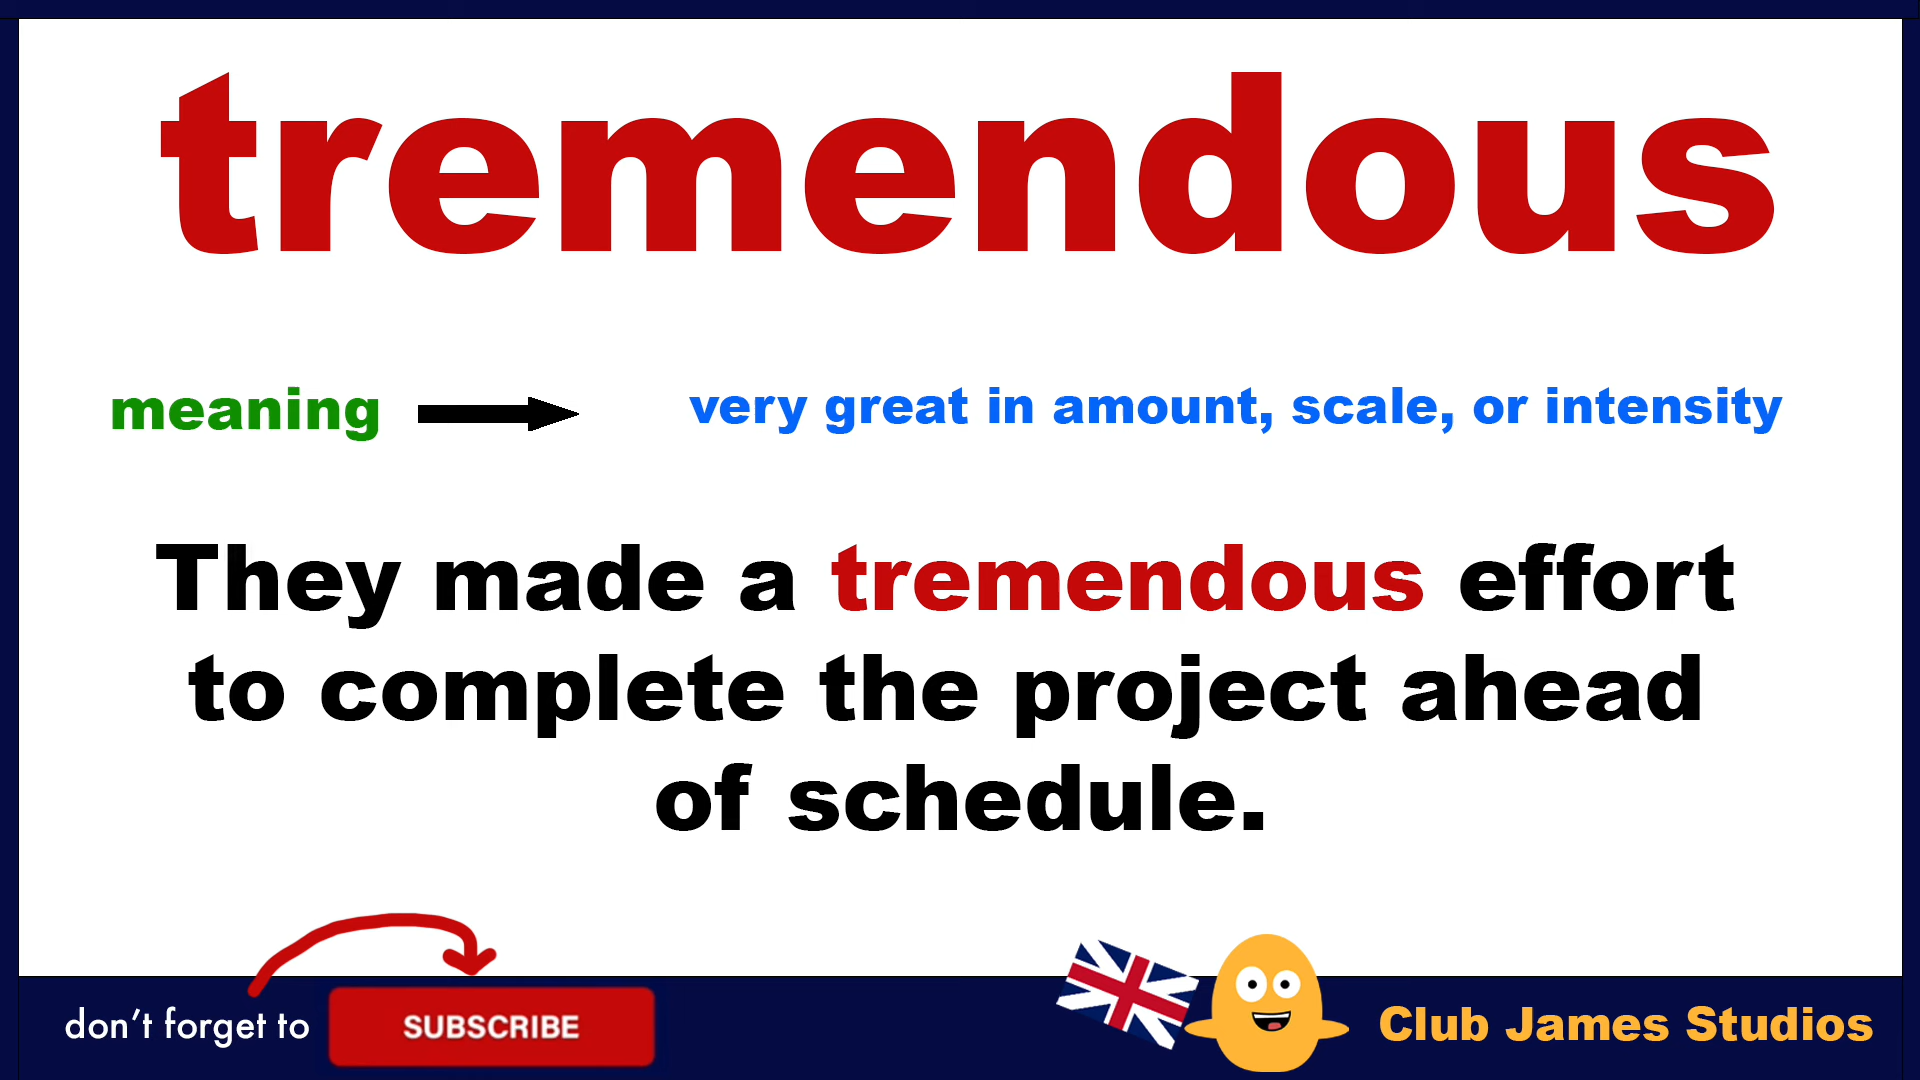 tremendous
meaning very great in amount, scale, or intensity
They made a tremendous effort
to complete the project ahead
of schedule.
don't forget to SUBSCRIBE
Club James Studios